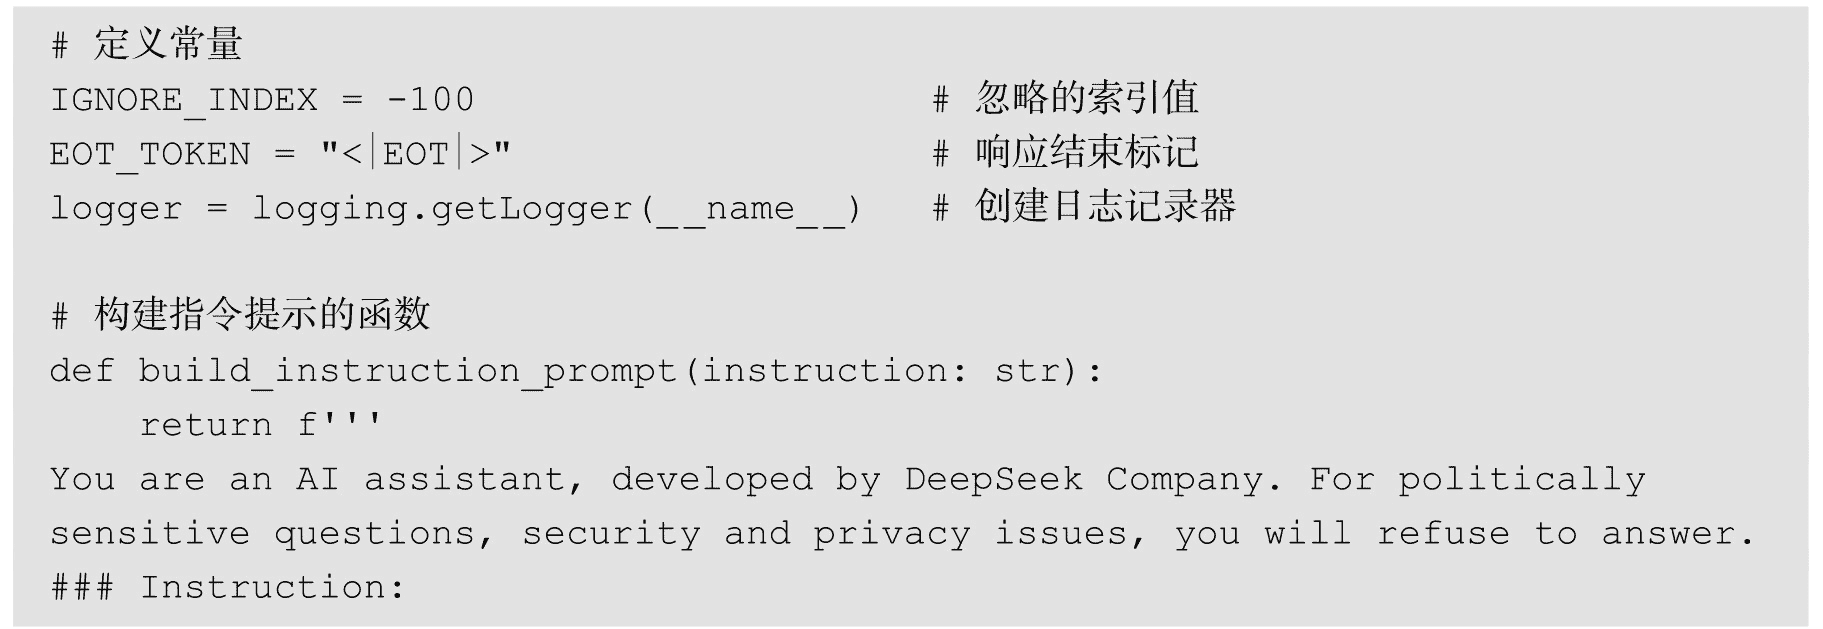 # 定义常量
IGNORE_INDEX = -100 # 忽略的索引值
EOT_TOKEN = "<|EOT|>" # 响应结束标记
logger = logging.getLogger(__name__) # 创建日志记录器
# 构建指令提示的函数
def build_instruction_prompt(instruction: str):
    return f'''
You are an AI assistant, developed by DeepSeek Company. For politically
sensitive questions, security and privacy issues, you will refuse to answer.
### Instruction: